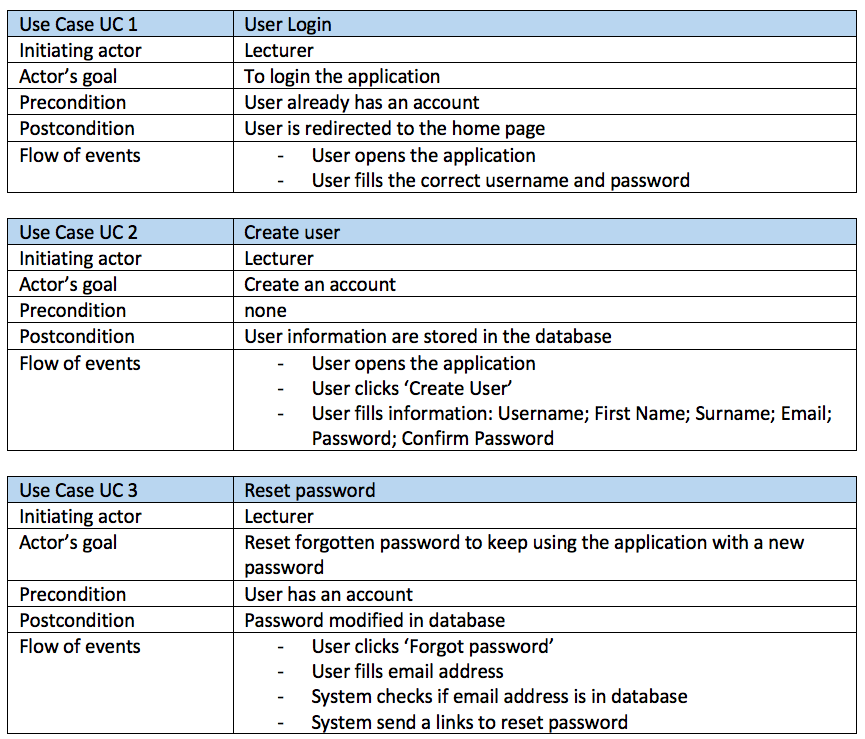 Use Case UC 1 User Login
Initiating actor Lecturer
Actor’s goal To login the application
Precondition User already has an account
Postcondition User is redirected to the home page
Flow of events - User opens the application
- User fills the correct username and password
Use Case UC 2 Create user
Initiating actor Lecturer
Actor’s goal Create an account
Precondition none
Postcondition User information are stored in the database
Flow of events - User opens the application
- User clicks ‘Create User’
- User fills information: Username; First Name; Surname; Email;
Password; Confirm Password
Use Case UC 3 Reset password
Initiating actor Lecturer
Actor’s goal Reset forgotten password to keep using the application with a new
password
Precondition User has an account
Postcondition Password modified in database
Flow of events - User clicks ‘Forgot password’
- User fills email address
- System checks if email address is in database
- System send a links to reset password